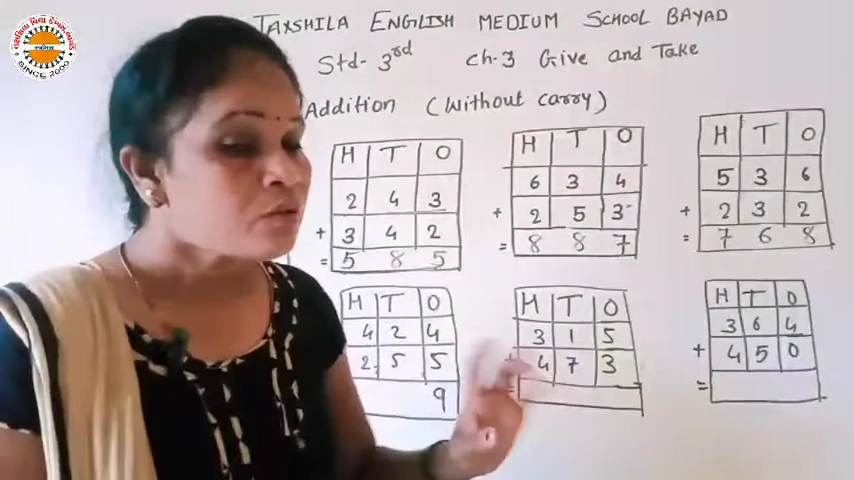 TAXSHILA ENGLISH MEDIUM SCHOOL BAYAD
Std- 3rd ch-3 Give and Take
Addition (Without carry)
H T O
2 4 3
+ 3 4 2
= 5 8 5
H T O
6 3 4
+ 2 5 3
= 8 8 7
H T O
5 3 6
+ 2 3 2
= 7 6 8
H T O
4 2 4
2 5 5
9
H T O
3 1 5
+ 4 7 3
=
H T O
3 6 4
+ 4 5 0
=
SINCE-2000